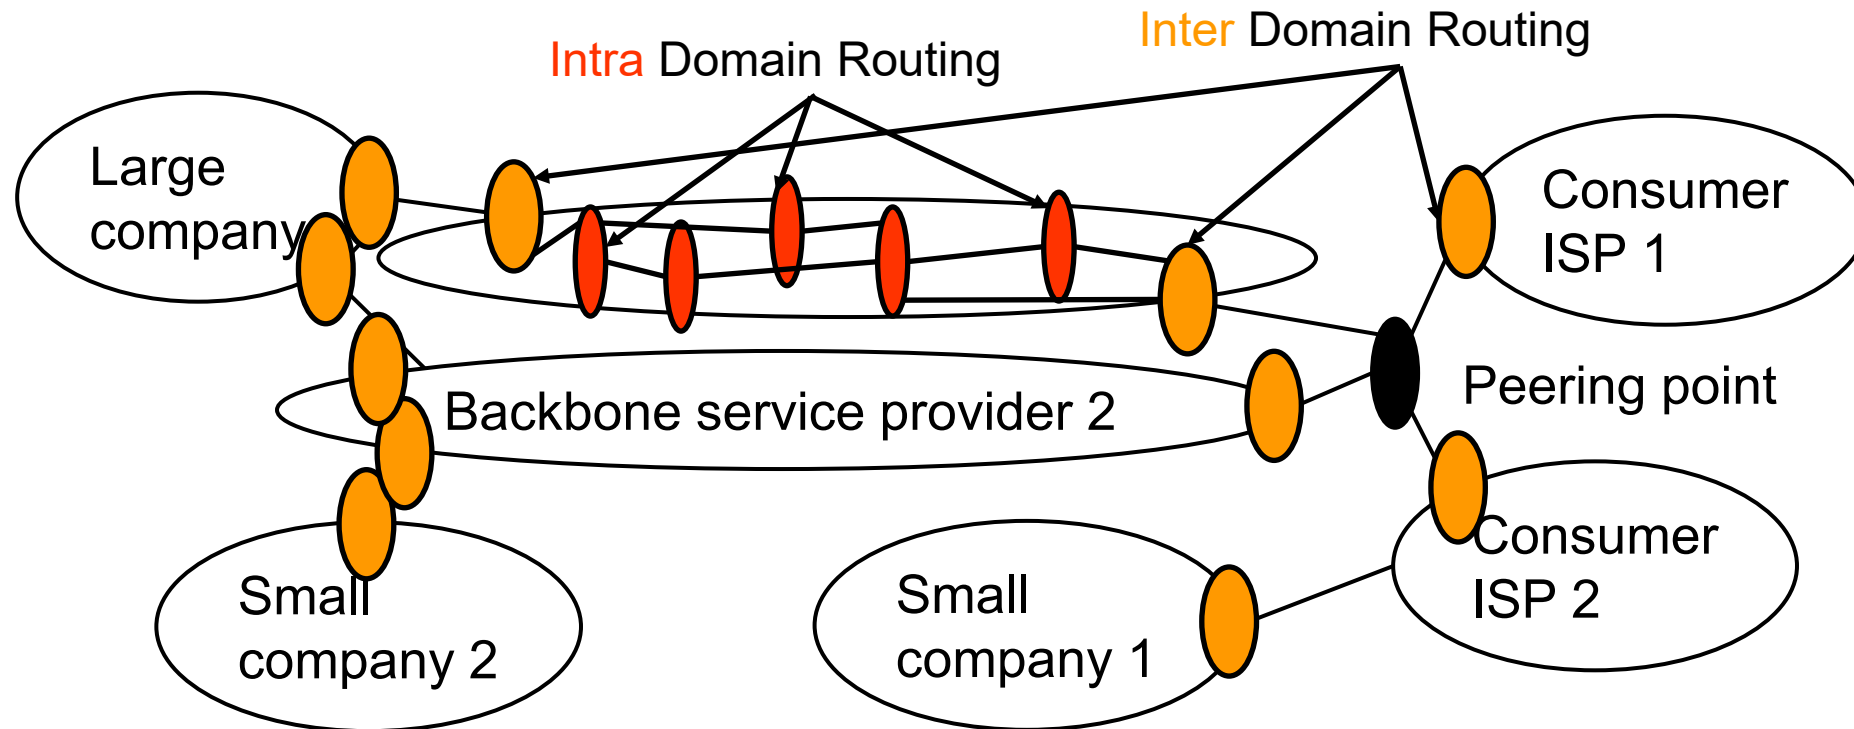 Inter Domain Routing
Intra Domain Routing
Large
company
Consumer
ISP 1
Peering point
Backbone service provider 2
Consumer
ISP 2
Small
company 2
Small
company 1